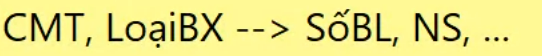 CMT, LoạiBX --> SốBL, NS, ...